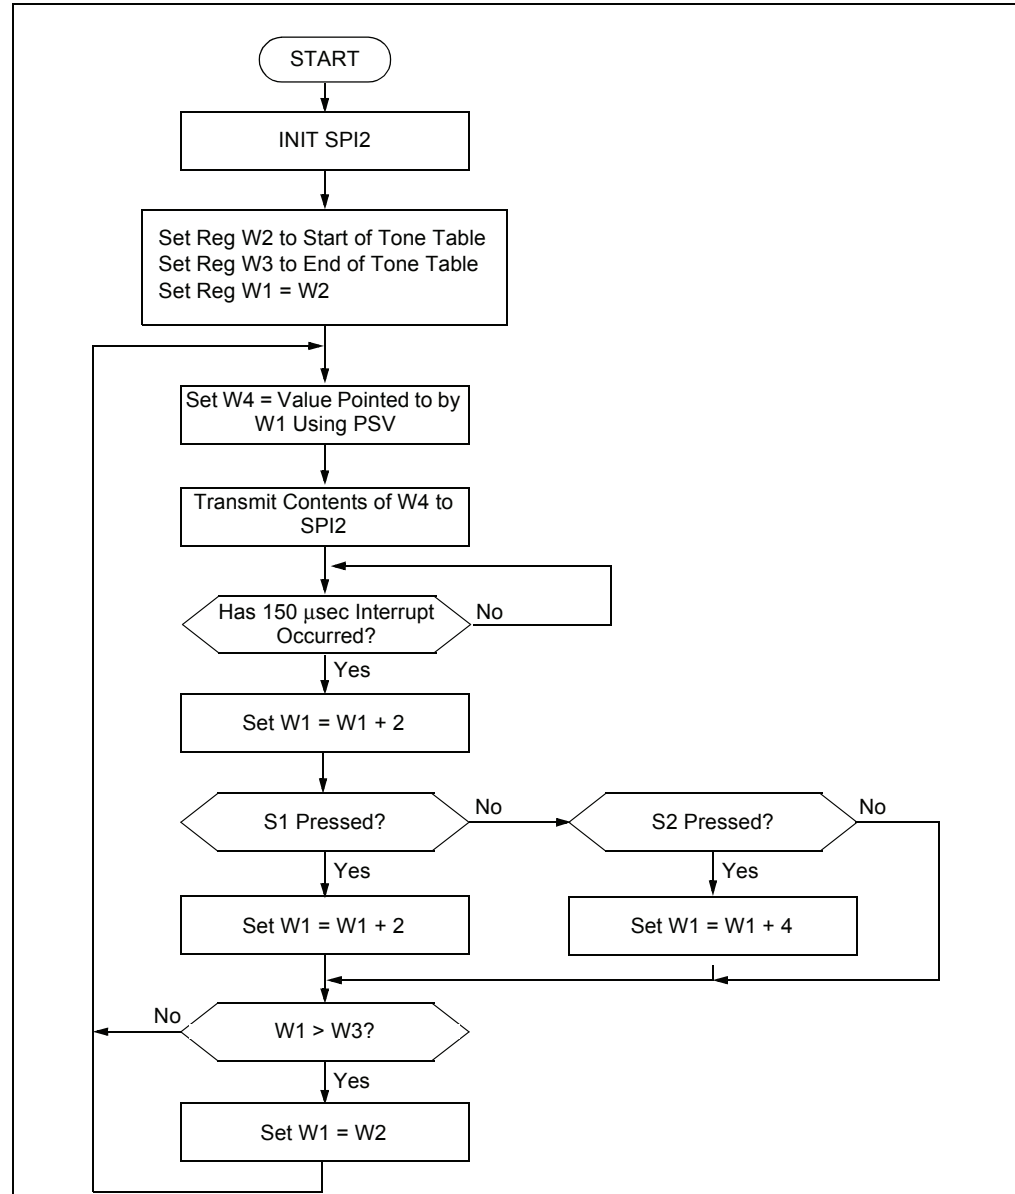 START
INIT SPI2
Set Reg W2 to Start of Tone Table
Set Reg W3 to End of Tone Table
Set Reg W1 = W2
Set W4 = Value Pointed to by
W1 Using PSV
Transmit Contents of W4 to
SPI2
Has 150 μsec Interrupt
Occurred?
No
Yes
Set W1 = W1 + 2
S1 Pressed?
No
S2 Pressed?
No
Yes
Yes
Set W1 = W1 + 2
Set W1 = W1 + 4
No
W1 > W3?
Yes
Set W1 = W2